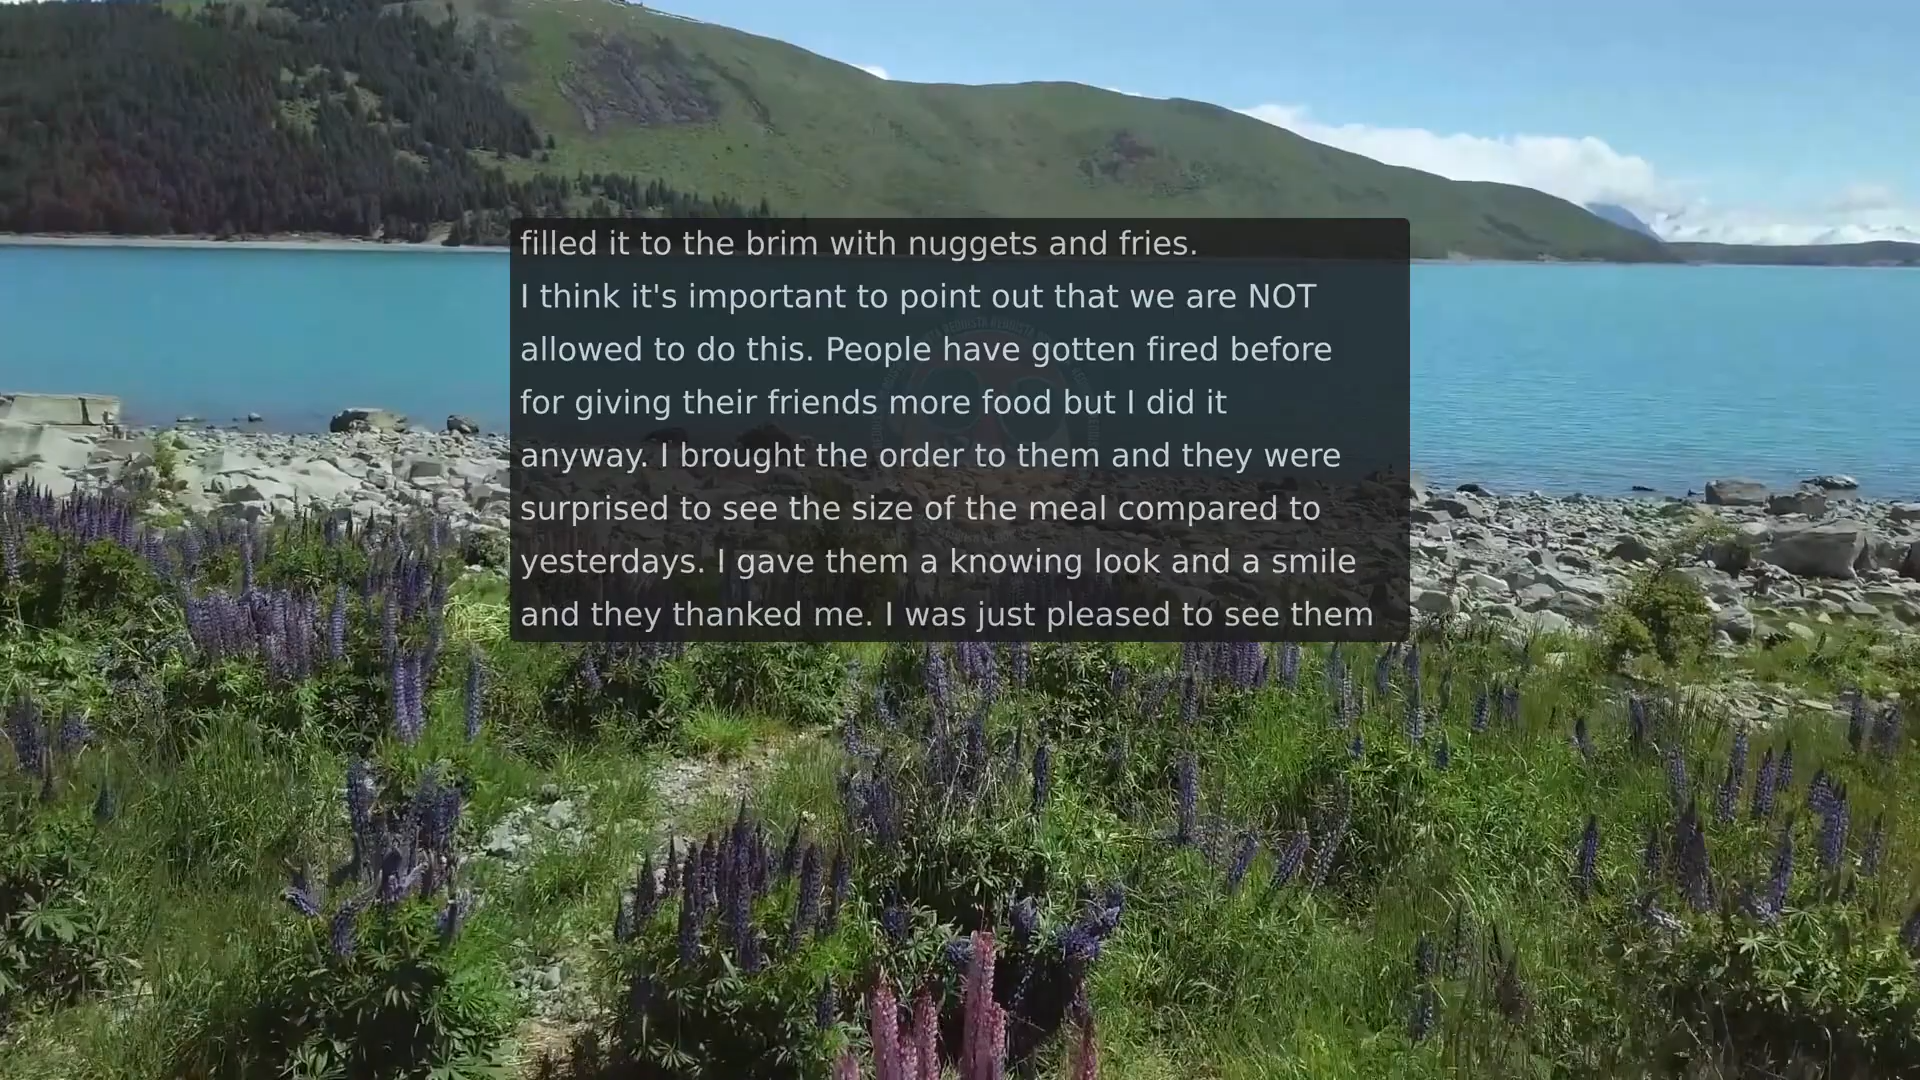 filled it to the brim with nuggets and fries.
I think it's important to point out that we are NOT
allowed to do this. People have gotten fired before
for giving their friends more food but I did it
anyway. I brought the order to them and they were
surprised to see the size of the meal compared to
yesterdays. I gave them a knowing look and a smile
and they thanked me. I was just pleased to see them